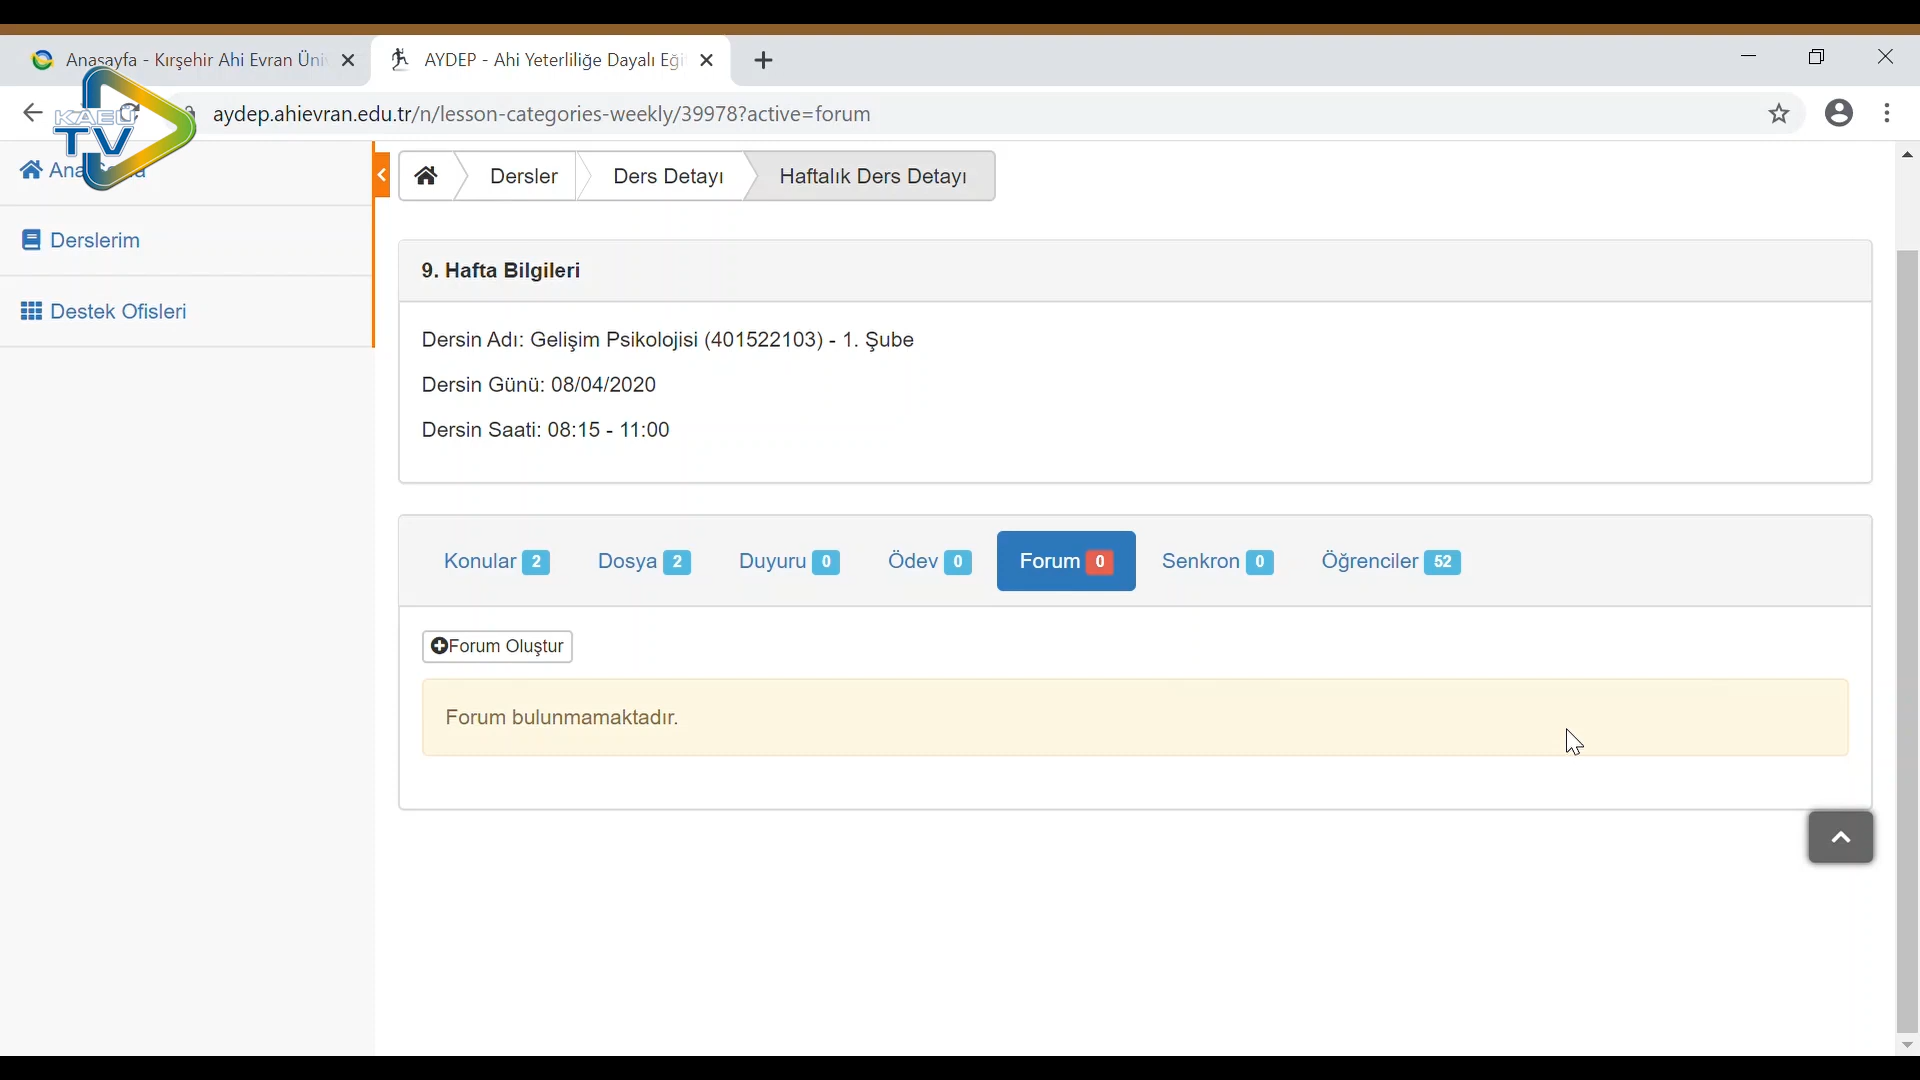 Anasayfa - Kırşehir Ahi Evran Üni
AYDEP - Ahi Yeterliliğe Dayalı Eği
aydep.ahievran.edu.tr/n/lesson-categories-weekly/39978?active=forum
KAEÜ
TV
Derslerim
Destek Ofisleri
Dersler
Ders Detayı
Haftalık Ders Detayı
9. Hafta Bilgileri
Dersin Adı: Gelişim Psikolojisi (401522103) - 1. Şube
Dersin Günü: 08/04/2020
Dersin Saati: 08:15 - 11:00
Konular 2
Dosya 2
Duyuru 0
Ödev 0
Forum 0
Senkron 0
Öğrenciler 52
Forum Oluştur
Forum bulunmamaktadır.